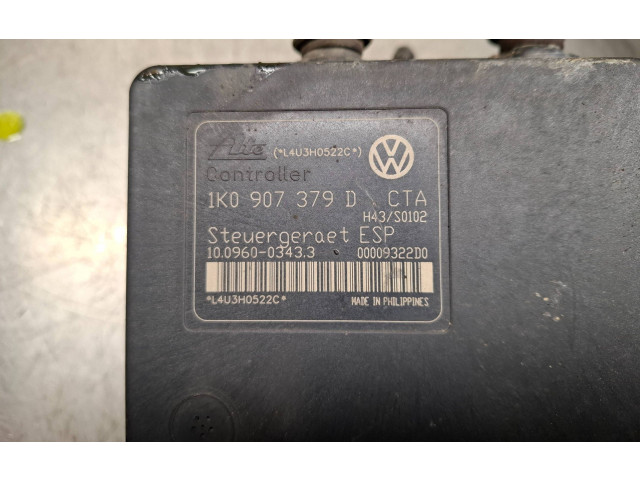 Ate (*L4U3H0522C*)
Controller
1K0 907 379 D CTA
H43/S0102
Steuergeraet ESP
10.0960-0343.3 00009322D0
*L4U3H0522C* MADE IN PHILIPPINES